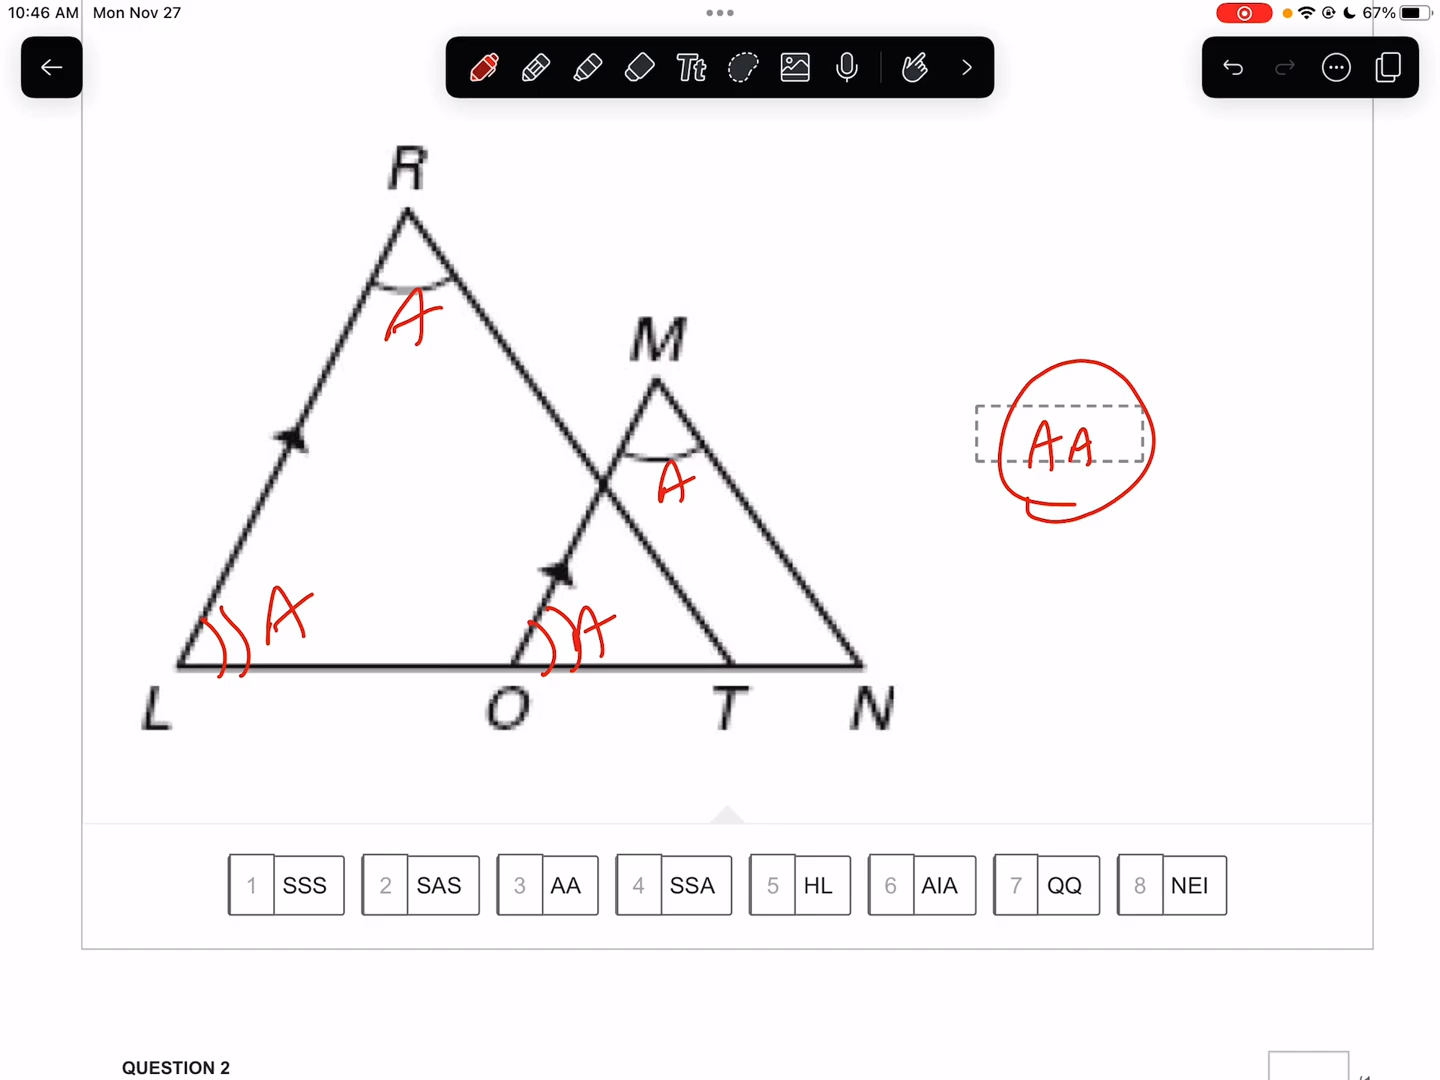 10:46 AM Mon Nov 27
67%
Tt
R
A
M
A
AA
A
A
L O T N
1 SSS 2 SAS 3 AA 4 SSA 5 HL 6 AIA 7 QQ 8 NEI
QUESTION 2